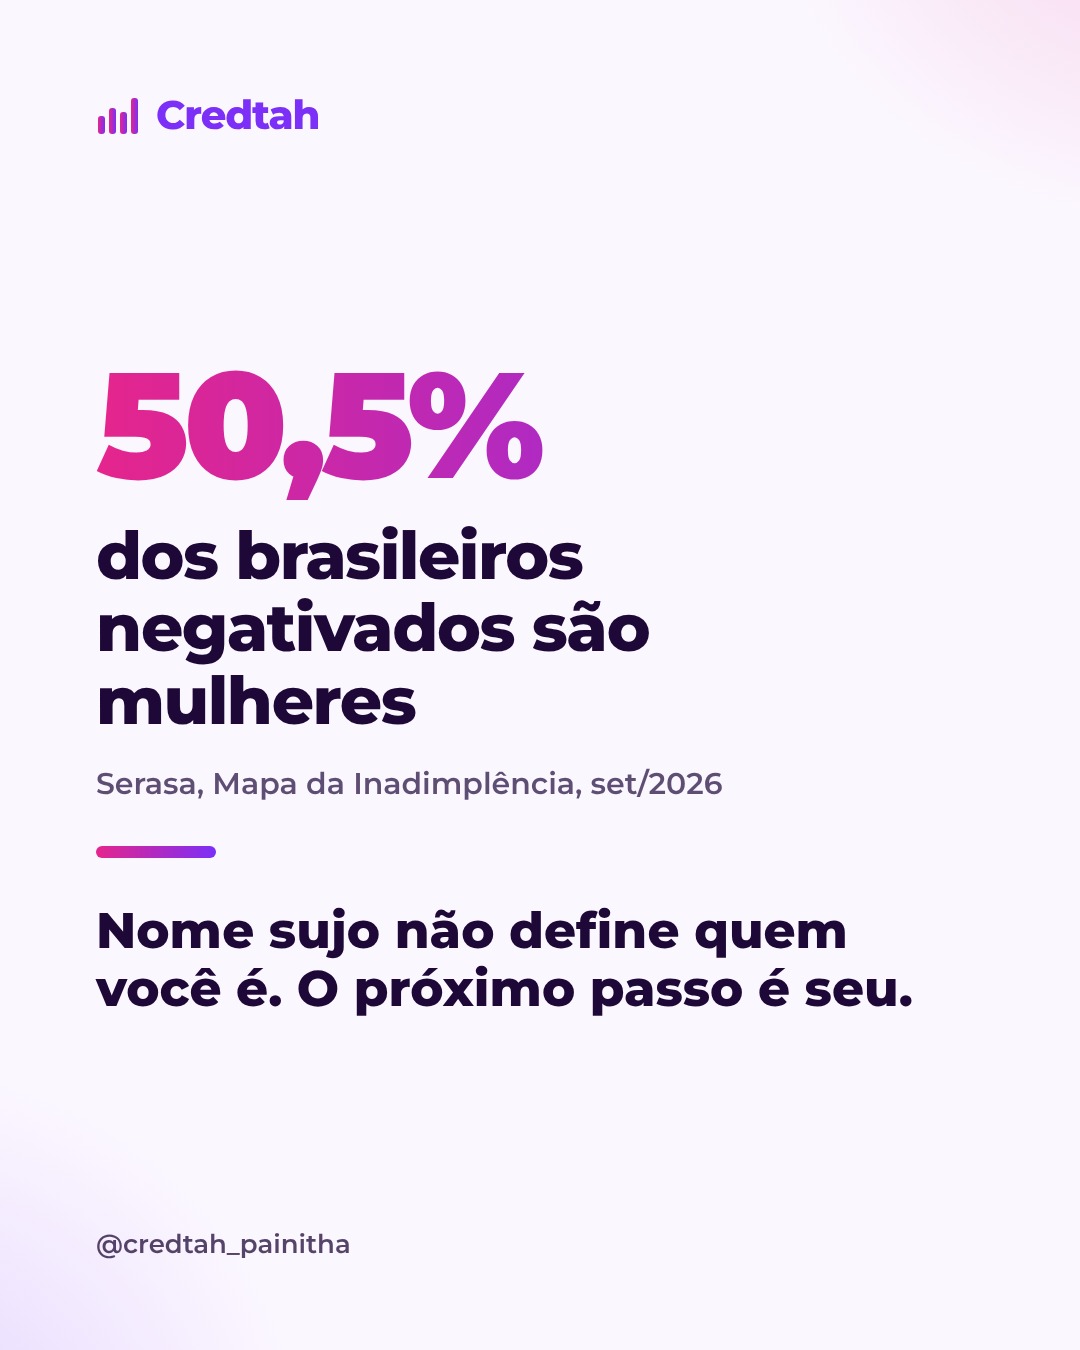 Credtah
50,5%
dos brasileiros
negativados são
mulheres
Serasa, Mapa da Inadimplência, set/2026
Nome sujo não define quem
você é. O próximo passo é seu.
@credtah_painitha